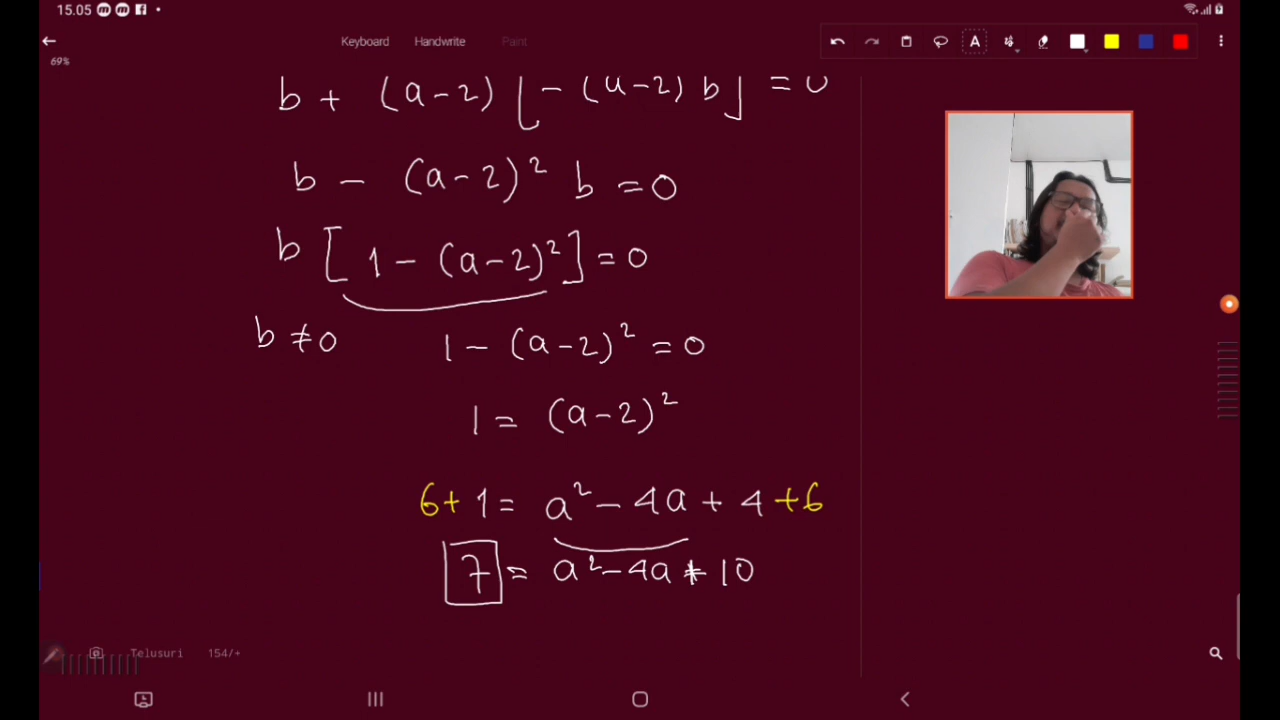 15.05
Keyboard Handwrite Paint
A
69%
b + (a-2) [- (a-2) b] = 0
b - (a-2)² b = 0
b [1 - (a-2)²] = 0
b ≠ 0 1 - (a-2)² = 0
1 = (a-2)²
6+ 1 = a² - 4a + 4 +6
7 = a² - 4a + 10
Telusuri 154/+